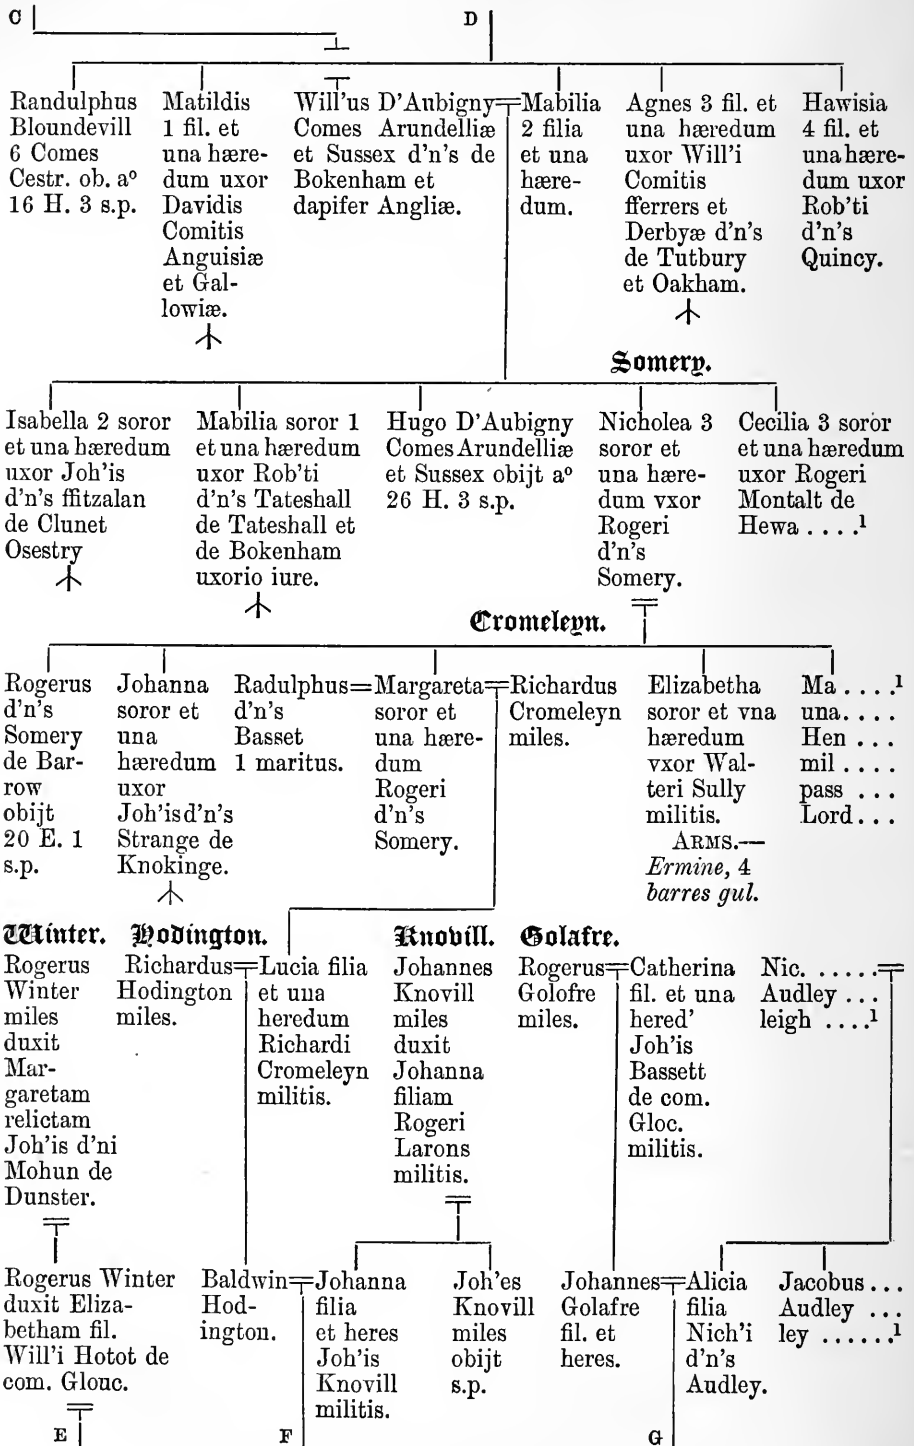 C
D
Randulphus
Bloundevill
6 Comes
Cestr. ob. aº
16 H. 3 s.p.
Matildis
1 fil. et
una hære-
dum uxor
Davidis
Comitis
Anguisiæ
et Gal-
lowiæ.
Will'us D'Aubigny
Comes Arundelliæ
et Sussex d'n's de
Bokenham et
dapifer Angliæ.
Mabilia
2 filia
et una
hære-
dum.
Agnes 3 fil. et
una hæredum
uxor Will'i
Comitis
fferrers et
Derbyæ d'n's
de Tutbury
et Oakham.
Hawisia
4 fil. et
una hære-
dum uxor
Rob'ti
d'n's
Quincy.
Somery.
Isabella 2 soror
et una hæredum
uxor Joh'is
d'n's ffitzalan
de Clunet
Osestry
Mabilia soror 1
et una hæredum
uxor Rob'ti
d'n's Tateshall
de Tateshall et
de Bokenham
uxorio iure.
Hugo D'Aubigny
Comes Arundelliæ
et Sussex obijt aº
26 H. 3 s.p.
Nicholea 3
soror et
una hære-
dum vxor
Rogeri
d'n's
Somery.
Cecilia 3 soror
et una hæredum
uxor Rogeri
Montalt de
Hewa . . . .¹
Cromeleyn.
Rogerus
d'n's
Somery
de Bar-
row
obijt
20 E. 1
s.p.
Johanna
soror et
una
hæredum
uxor
Joh'is d'n's
Strange de
Knokinge.
Radulphus
d'n's
Basset
1 maritus.
Margareta
soror et
una hære-
dum
Rogeri
d'n's
Somery.
Richardus
Cromeleyn
miles.
Elizabetha
soror et vna
hæredum
vxor Wal-
teri Sully
militis.
ARMS.—
Ermine, 4
barres gul.
Ma . . . .¹
una. . . .
Hen . . .
mil . . . .
pass . . .
Lord . . .
Winter.
Rogerus
Winter
miles
duxit
Mar-
garetam
relictam
Joh'is d'ni
Mohun de
Dunster.
Hodington.
Richardus
Hodington
miles.
Lucia filia
et una
heredum
Richardi
Cromeleyn
militis.
Knovill.
Johannes
Knovill
miles
duxit
Johanna
filiam
Rogeri
Larons
militis.
Golafre.
Rogerus
Golofre
miles.
Catherina
fil. et una
hered'
Joh'is
Bassett
de com.
Gloc.
militis.
Nic. . . . . . .
Audley . . .
leigh . . . .¹
Rogerus Winter
duxit Eliza-
betham fil.
Will'i Hotot de
com. Glouc.
Baldwin
Hod-
ington.
Johanna
filia
et heres
Joh'is
Knovill
militis.
Joh'es
Knovill
miles
obijt
s.p.
Johannes
Golafre
fil. et
heres.
Alicia
filia
Nich'i
d'n's
Audley.
Jacobus . . .
Audley . . .
ley . . . . . .¹
E
F
G